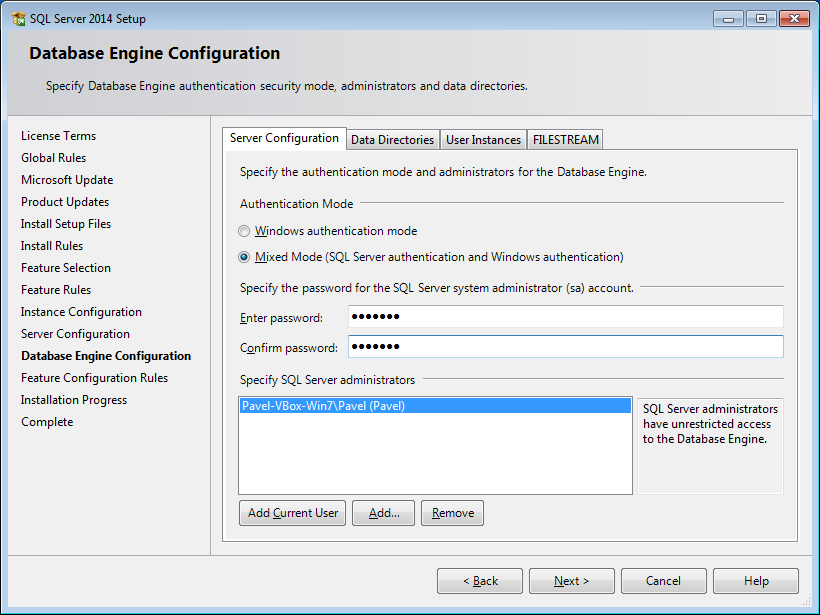 SQL Server 2014 Setup
Database Engine Configuration
Specify Database Engine authentication security mode, administrators and data directories.
License Terms
Global Rules
Microsoft Update
Product Updates
Install Setup Files
Install Rules
Feature Selection
Feature Rules
Instance Configuration
Server Configuration
Database Engine Configuration
Feature Configuration Rules
Installation Progress
Complete
Server Configuration Data Directories User Instances FILESTREAM
Specify the authentication mode and administrators for the Database Engine.
Authentication Mode
Windows authentication mode
Mixed Mode (SQL Server authentication and Windows authentication)
Specify the password for the SQL Server system administrator (sa) account.
Enter password: ●●●●●●●
Confirm password: ●●●●●●●
Specify SQL Server administrators
Pavel-VBox-Win7\Pavel (Pavel)
SQL Server administrators
have unrestricted access
to the Database Engine.
Add Current User Add... Remove
< Back Next > Cancel Help